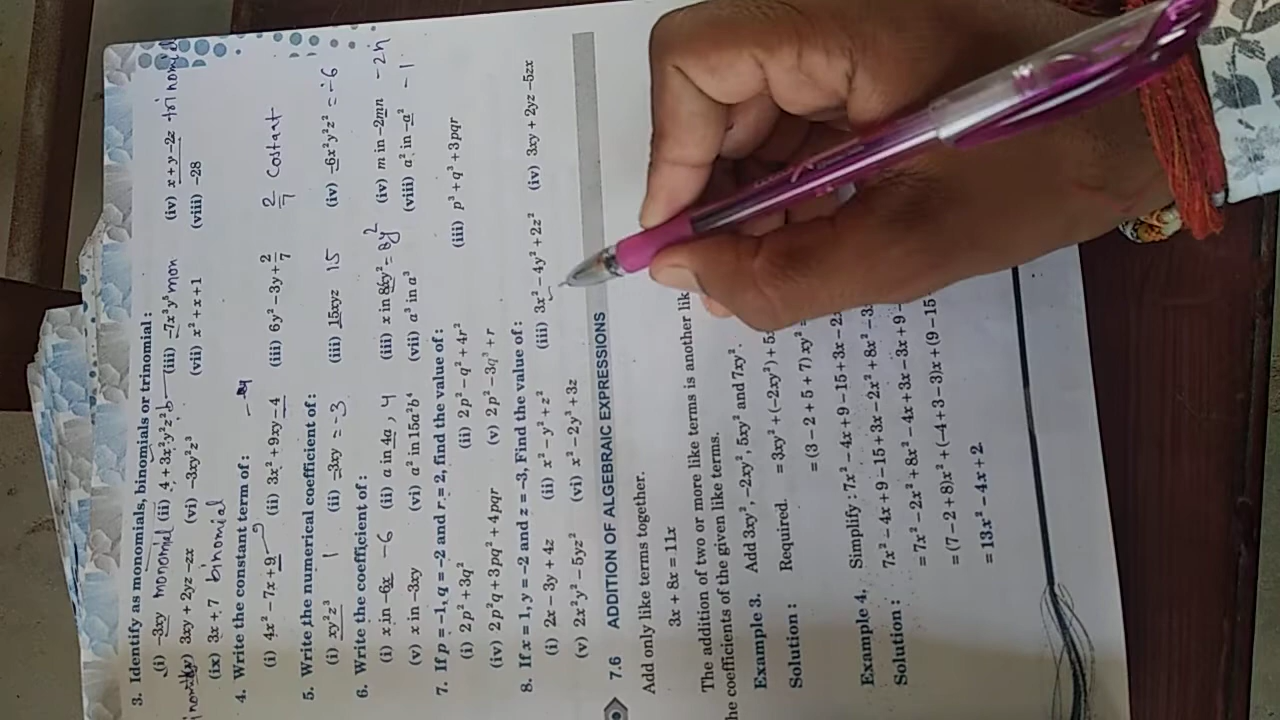 3. Identify as monomials, binomials or trinomial :
(i) −3xy monomial (ii) 4 + 3x²y²z² b (iii) −7x³y⁵ mon (iv) x + y − 2z trinomial
(v) 3xy + 2yz − zx (vi) −3xy²z³ (vii) x² + x + 1 (viii) −28
(ix) 3x + 7 binomial
4. Write the constant term of :
(i) 4x² − 7x + 9 9 (ii) 3x² + 9xy − 4 −4 (iii) 6y² − 3y + 2/7 2/7 Costant
5. Write the numerical coefficient of :
(i) xy²z³ 1 (ii) −3xy = −3 (iii) 15xyz 15 (iv) −6x²y²z² = −6
6. Write the coefficient of :
(i) x in −6x −6 (ii) a in 4a , 4 (iii) x in 8xy² = 8y² (iv) m in −2mn −2n
(v) x in −3xy (vi) a² in 15a²b⁴ (vii) a³ in a³ (viii) a² in −a² − 1
7. If p = −1, q = −2 and r = 2, find the value of :
(i) 2p² + 3q² (ii) 2p² − q² + 4r² (iii) p³ + q³ + 3pqr
(iv) 2p²q + 3pq² + 4pqr (v) 2p² − 3q³ + r
8. If x = 1, y = −2 and z = −3, Find the value of :
(i) 2x − 3y + 4z (ii) x² − y² + z² (iii) 3x² − 4y² + 2z² (iv) 3xy + 2yz − 5zx
(v) 2x²y² − 5yz² (vi) x² − 2y³ + 3z
7.6 ADDITION OF ALGEBRAIC EXPRESSIONS
Add only like terms together.
3x + 8x = 11x
The addition of two or more like terms is another lik
he coefficients of the given like terms.
Example 3. Add 3xy², −2xy², 5xy² and 7xy².
Solution : Required. = 3xy² + (−2xy²) + 5x
= (3 − 2 + 5 + 7) xy² =
Example 4. Simplify : 7x² − 4x + 9 − 15 + 3x − 2x
Solution : 7x² − 4x + 9 − 15 + 3x − 2x² + 8x² − 3
= 7x² − 2x² + 8x² − 4x + 3x − 3x + 9 −
= (7 − 2 + 8)x² + (−4 + 3 − 3)x + (9 − 15
= 13x² − 4x + 2